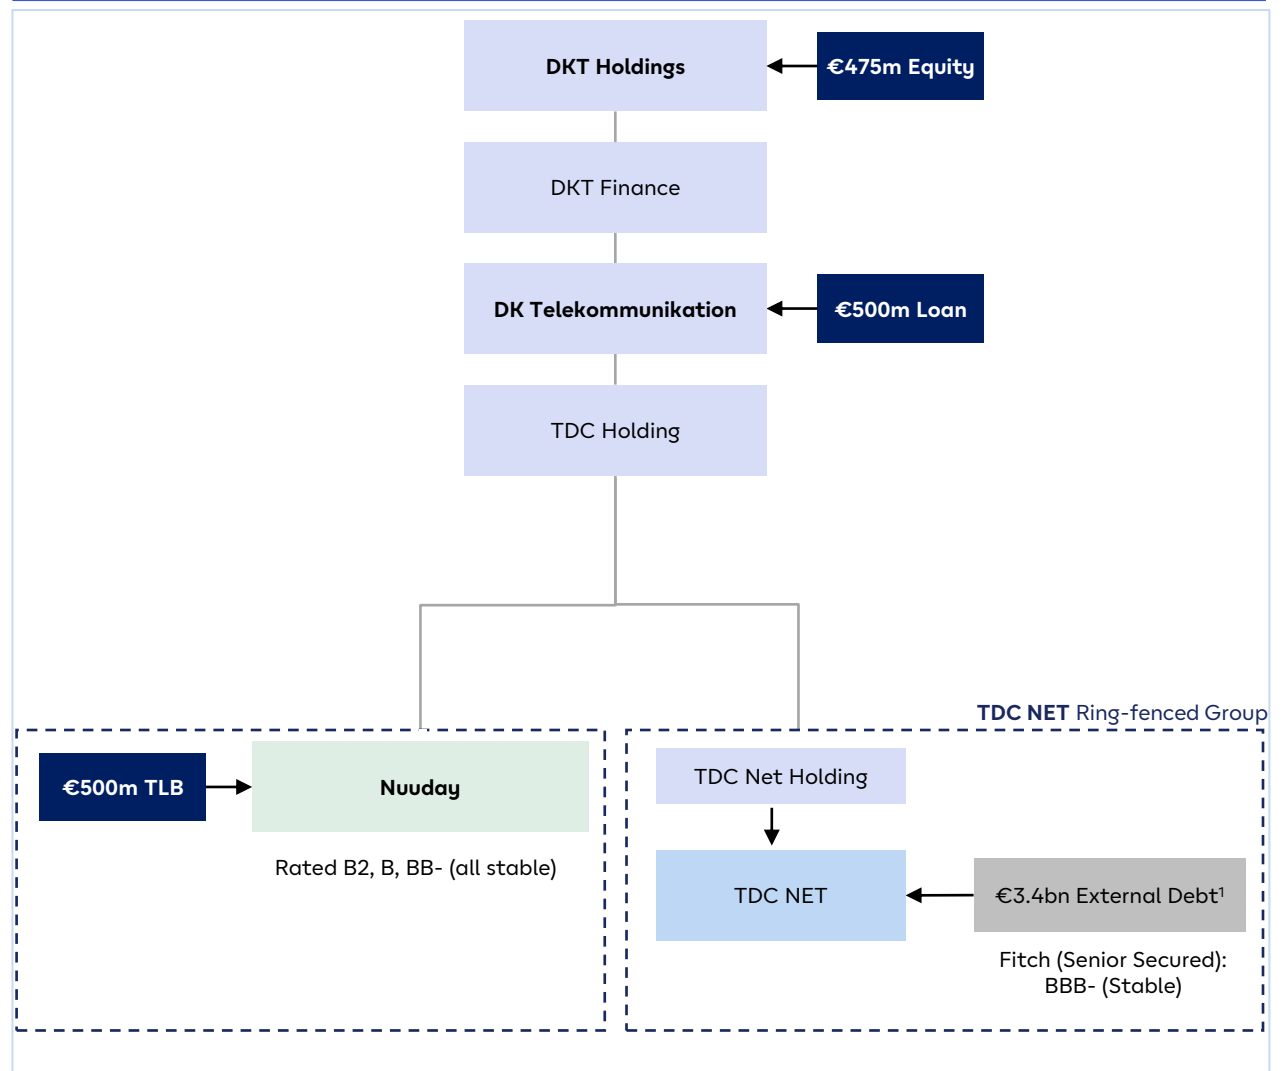 DKT Holdings
€475m Equity
DKT Finance
DK Telekommunikation
€500m Loan
TDC Holding
TDC NET Ring-fenced Group
€500m TLB
Nuuday
Rated B2, B, BB- (all stable)
TDC Net Holding
TDC NET
€3.4bn External Debt¹
Fitch (Senior Secured):
BBB- (Stable)